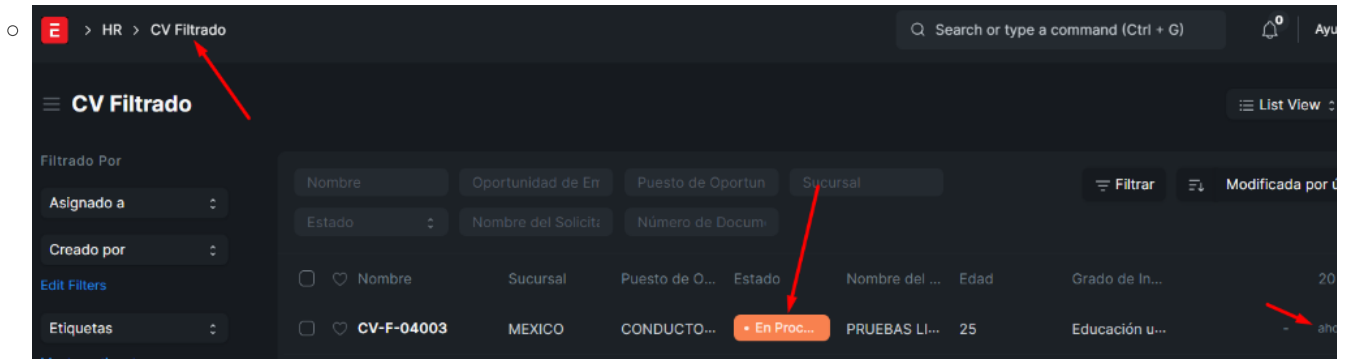 E > HR > CV Filtrado Search or type a command (Ctrl + G) 0 Ayu
CV Filtrado List View
Filtrado Por
Nombre Oportunidad de Em Puesto de Oportun Sucursal Filtrar Modificada por ú
Asignado a
Estado Nombre del Solicita Número de Docum
Creado por
Edit Filters
Nombre Sucursal Puesto de O... Estado Nombre del ... Edad Grado de In... 20
Etiquetas
CV-F-04003 MEXICO CONDUCTO... En Proc... PRUEBAS LI... 25 Educación u... - aho